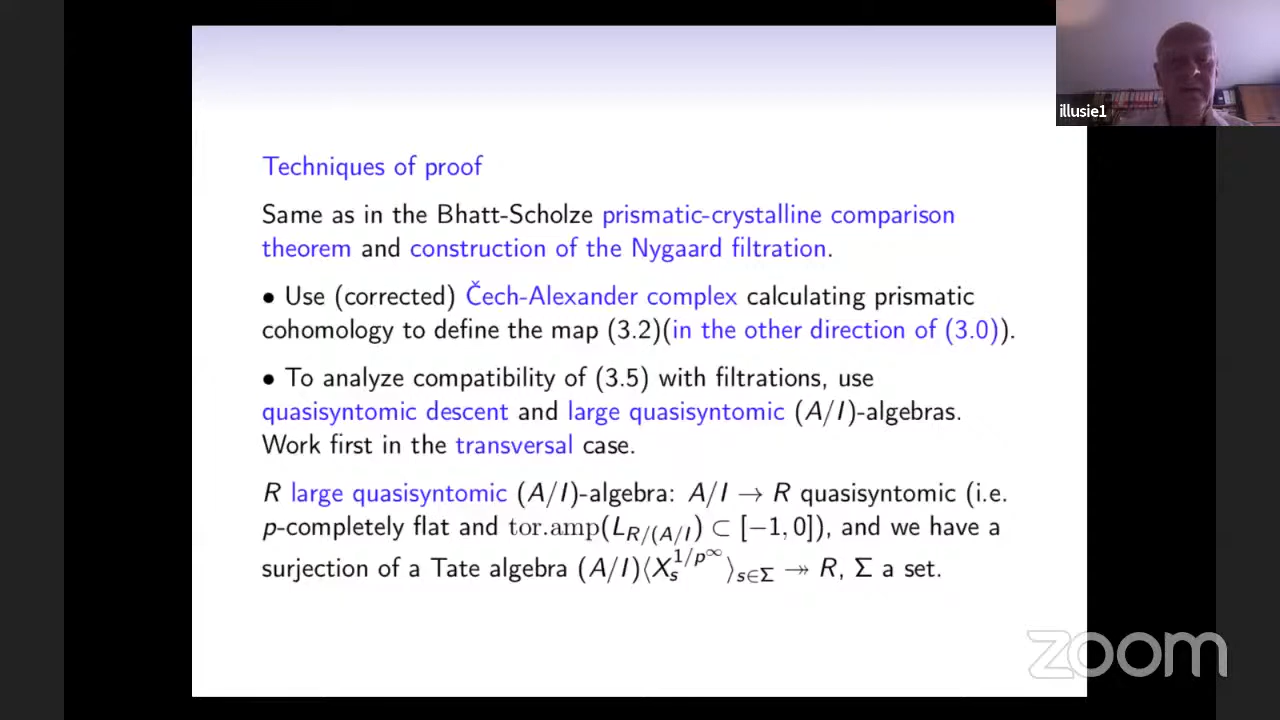 illusie1
Techniques of proof
Same as in the Bhatt-Scholze prismatic-crystalline comparison
theorem and construction of the Nygaard filtration.
• Use (corrected) Čech-Alexander complex calculating prismatic
cohomology to define the map (3.2)(in the other direction of (3.0)).
• To analyze compatibility of (3.5) with filtrations, use
quasisyntomic descent and large quasisyntomic (A/I)-algebras.
Work first in the transversal case.
R large quasisyntomic (A/I)-algebra: A/I → R quasisyntomic (i.e.
p-completely flat and tor.amp(L_{R/(A/I)} ⊂ [−1, 0]), and we have a
surjection of a Tate algebra (A/I)⟨X_s^{1/p^∞}⟩_{s∈Σ} ↠ R, Σ a set.
zoom